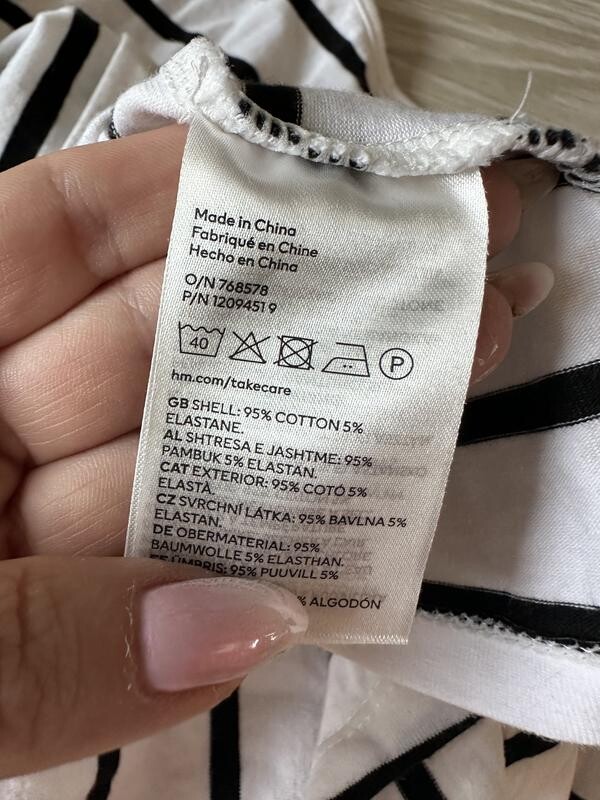 Made in China
Fabriqué en Chine
Hecho en China
O/N 768578
P/N 1209451 9
40
P
hm.com/takecare
GB SHELL: 95% COTTON 5%
ELASTANE.
AL SHTRESA E JASHTME: 95%
PAMBUK 5% ELASTAN.
CAT EXTERIOR: 95% COTÓ 5%
ELASTÀ.
CZ SVRCHNÍ LÁTKA: 95% BAVLNA 5%
ELASTAN.
DE OBERMATERIAL: 95%
BAUMWOLLE 5% ELASTHAN.
ÜMBRIS: 95% PUUVILL 5%
% ALGODÓN